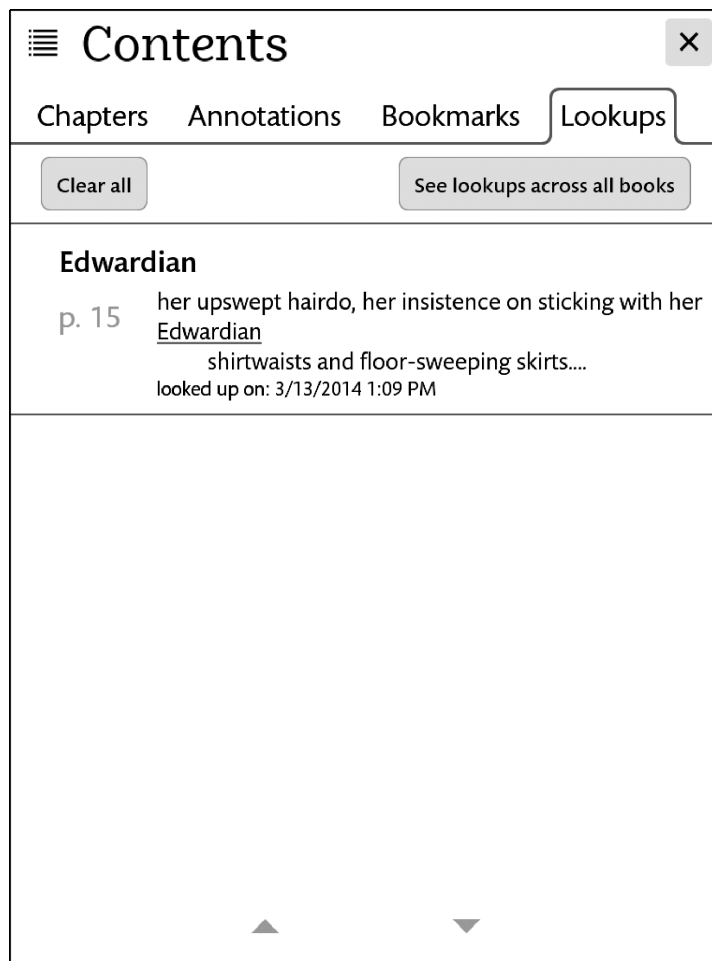 Contents
Chapters Annotations Bookmarks Lookups
Clear all See lookups across all books
Edwardian
p. 15
her upswept hairdo, her insistence on sticking with her
Edwardian
shirtwaists and floor-sweeping skirts....
looked up on: 3/13/2014 1:09 PM